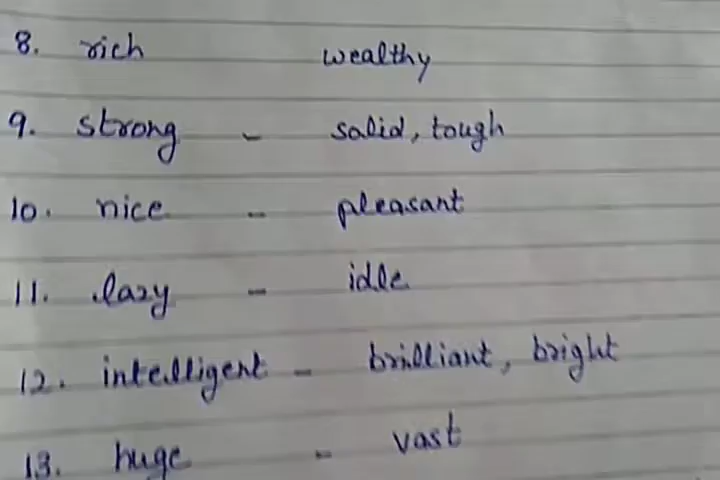 8. rich wealthy
9. strong - solid, tough
10. nice - pleasant
11. lazy - idle
12. intelligent - brilliant, bright
13. huge - vast